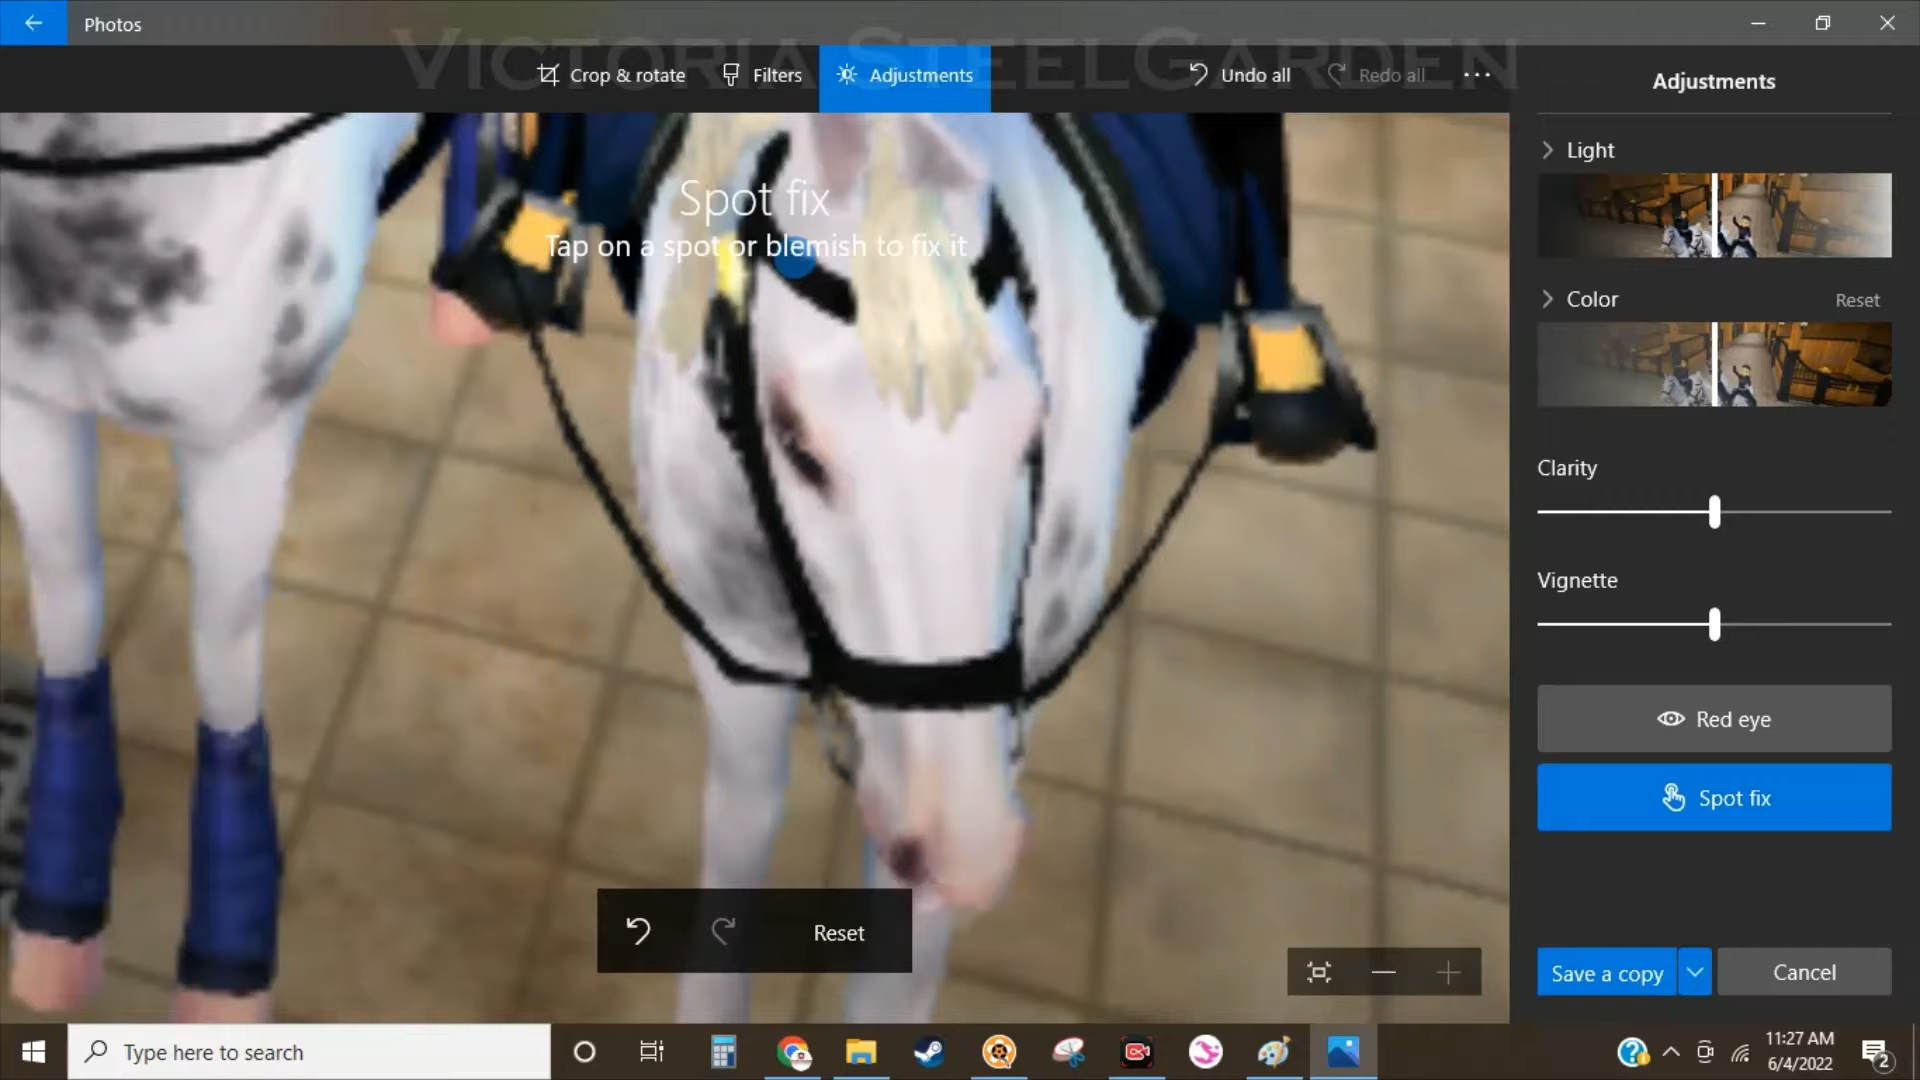 Photos
VICTORIA STEELGARDEN
Crop & rotate
Filters
Adjustments
Undo all
Redo all
Adjustments
Light
Spot fix
Tap on a spot or blemish to fix it
Color
Reset
Clarity
Vignette
Red eye
Spot fix
Reset
Save a copy
Cancel
Type here to search
11:27 AM
6/4/2022
2